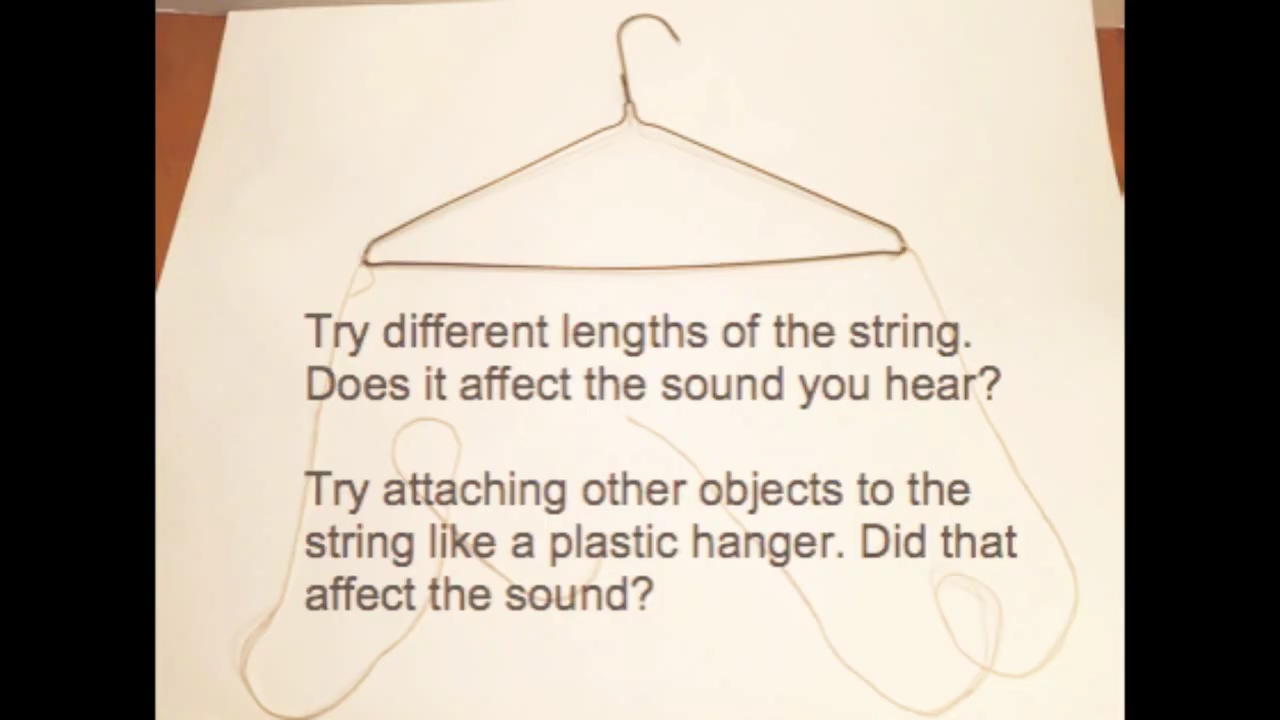 Try different lengths of the string.
Does it affect the sound you hear?
Try attaching other objects to the
string like a plastic hanger. Did that
affect the sound?